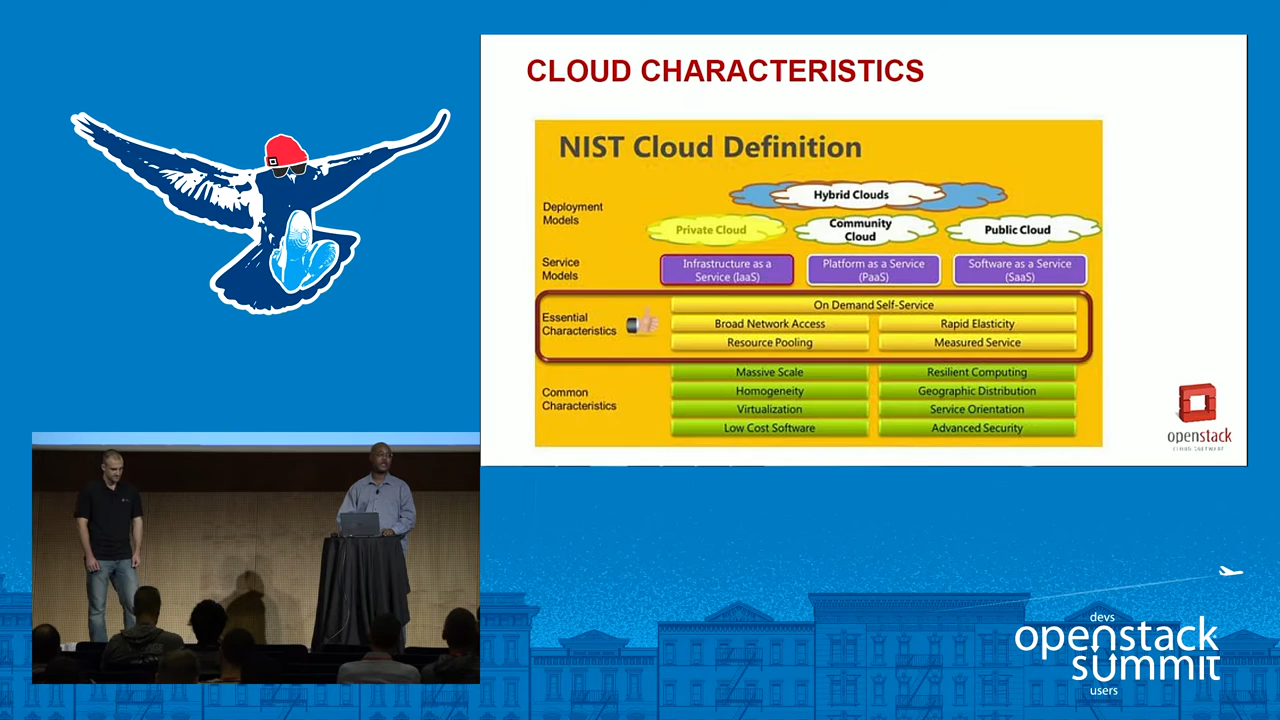 CLOUD CHARACTERISTICS
NIST Cloud Definition
Deployment
Models
Hybrid Clouds
Private Cloud
Community
Cloud
Public Cloud
Service
Models
Infrastructure as a
Service (IaaS)
Platform as a Service
(PaaS)
Software as a Service
(SaaS)
Essential
Characteristics
On Demand Self-Service
Broad Network Access
Rapid Elasticity
Resource Pooling
Measured Service
Common
Characteristics
Massive Scale
Resilient Computing
Homogeneity
Geographic Distribution
Virtualization
Service Orientation
Low Cost Software
Advanced Security
openstack
CLOUD SOFTWARE
devs
openstack
summit
users